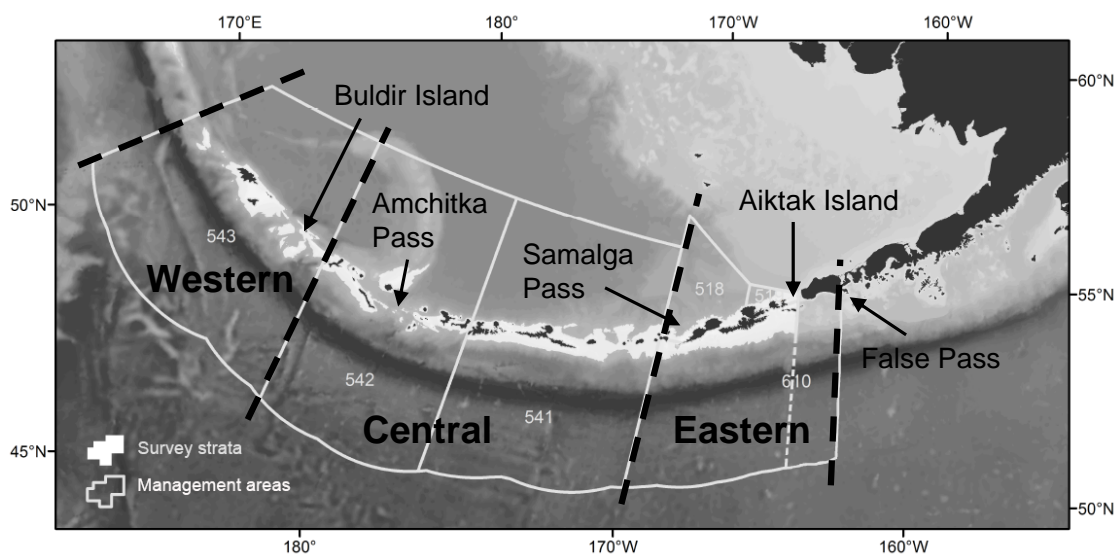 170°E
180°
170°W
160°W
60°N
Buldir Island
50°N
Amchitka
Pass
Aiktak Island
543
Western
Samalga
Pass
518
55°N
False Pass
542
610
541
Central
Eastern
Survey strata
45°N
Management areas
50°N
180°
170°W
160°W